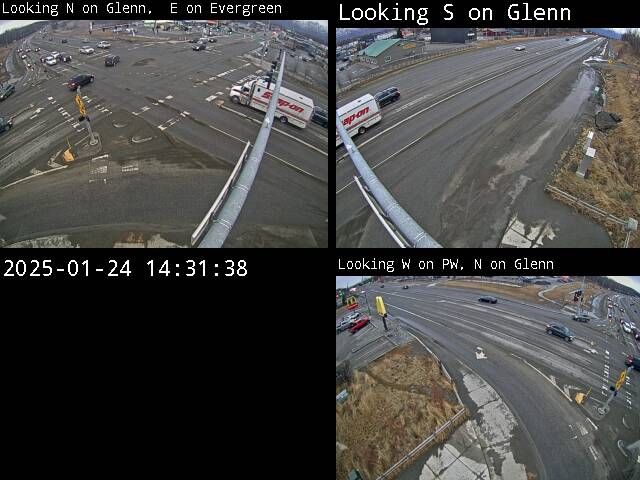 Looking N on Glenn,  E on Evergreen
Looking S on Glenn
Snap-on
ap-on
2025-01-24 14:31:38
Looking W on PW, N on Glenn